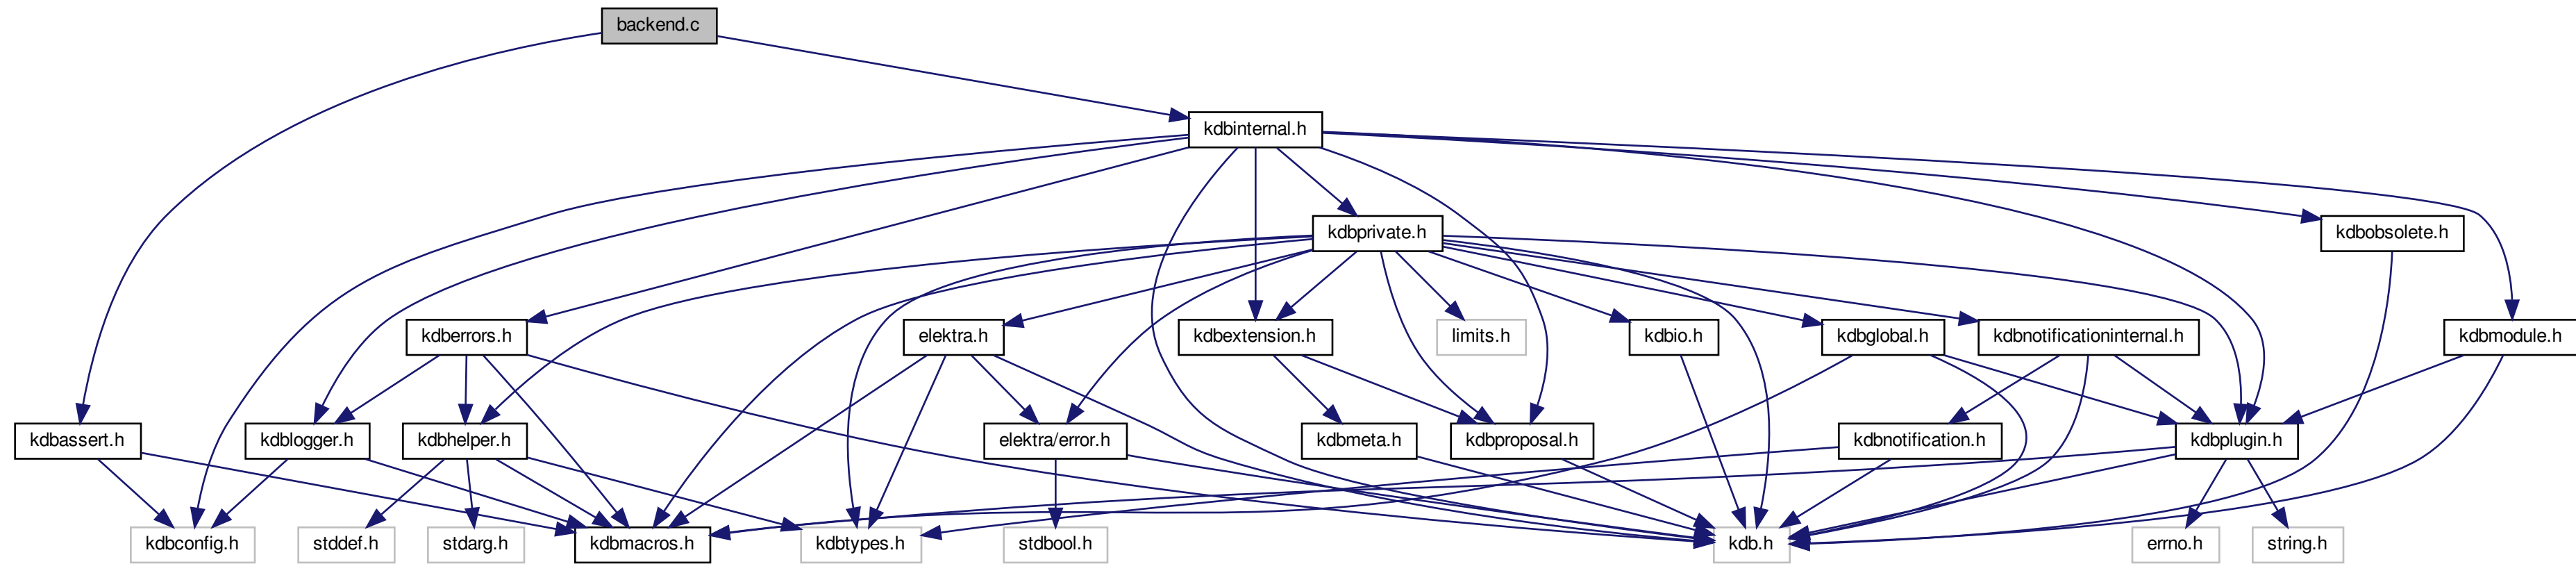 backend.c
kdbinternal.h
kdbprivate.h
kdbobsolete.h
kdberrors.h
elektra.h
kdbextension.h
limits.h
kdbio.h
kdbglobal.h
kdbnotificationinternal.h
kdbmodule.h
kdbassert.h
kdblogger.h
kdbhelper.h
elektra/error.h
kdbmeta.h
kdbproposal.h
kdbnotification.h
kdbplugin.h
kdbconfig.h
stddef.h
stdarg.h
kdbmacros.h
kdbtypes.h
stdbool.h
kdb.h
errno.h
string.h